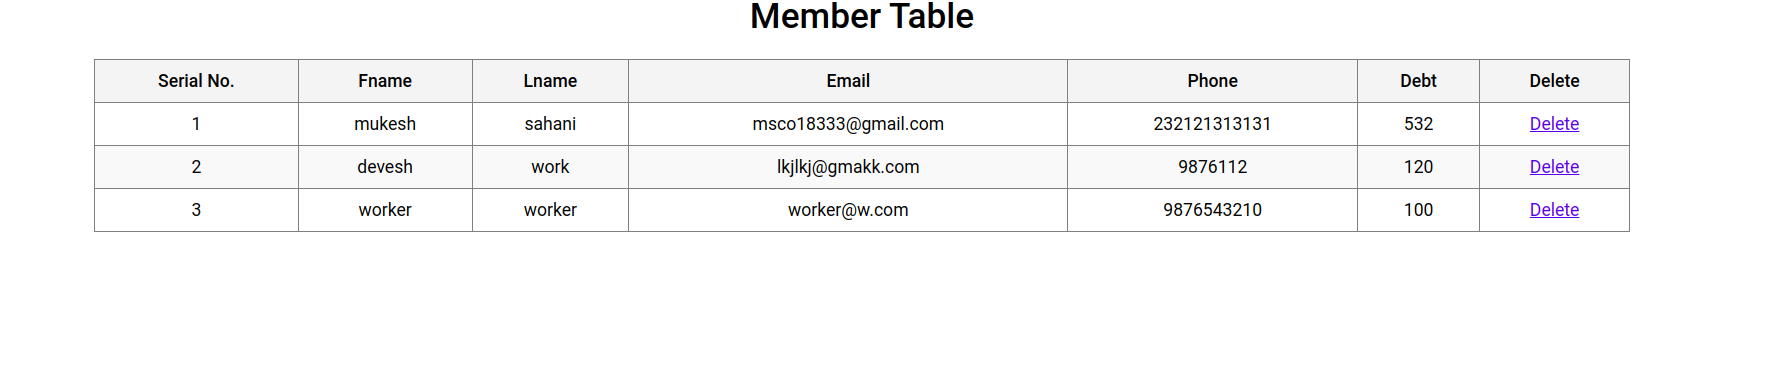 Member Table
Serial No. Fname Lname Email Phone Debt Delete
1 mukesh sahani msco18333@gmail.com 232121313131 532 Delete
2 devesh work lkjlkj@gmakk.com 9876112 120 Delete
3 worker worker worker@w.com 9876543210 100 Delete